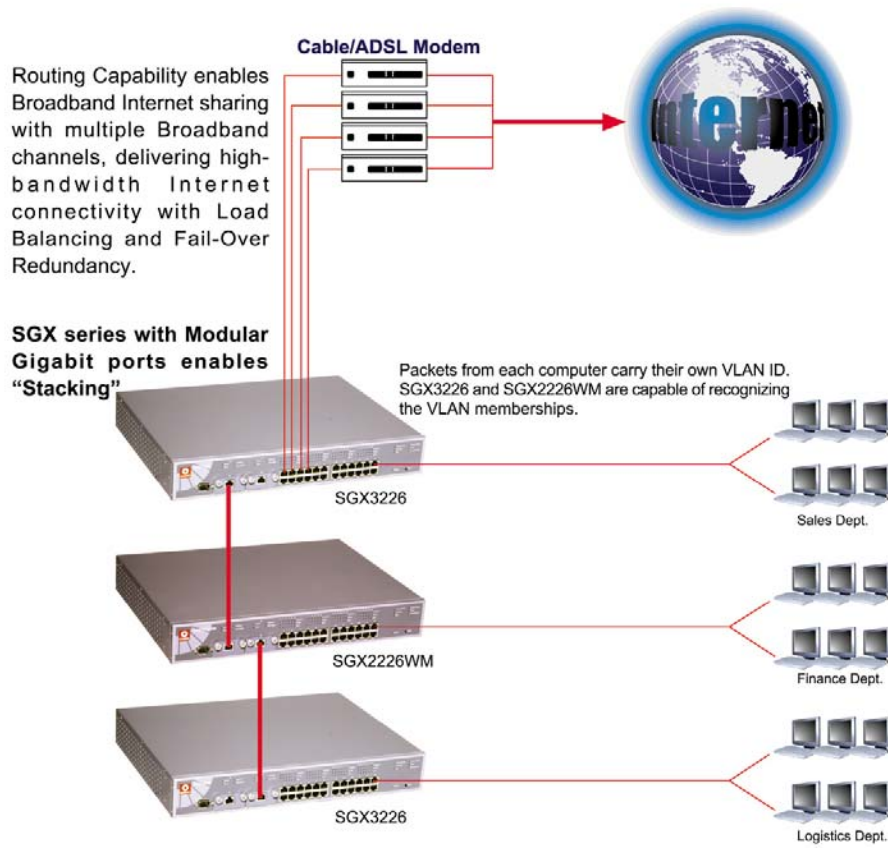 Cable/ADSL Modem
Routing Capability enables
Broadband Internet sharing
with multiple Broadband
channels, delivering high-
bandwidth Internet
connectivity with Load
Balancing and Fail-Over
Redundancy.
Internet
SGX series with Modular
Gigabit ports enables
“Stacking”
Packets from each computer carry their own VLAN ID.
SGX3226 and SGX2226WM are capable of recognizing
the VLAN memberships.
SGX3226
Sales Dept.
SGX2226WM
Finance Dept.
SGX3226
Logistics Dept.